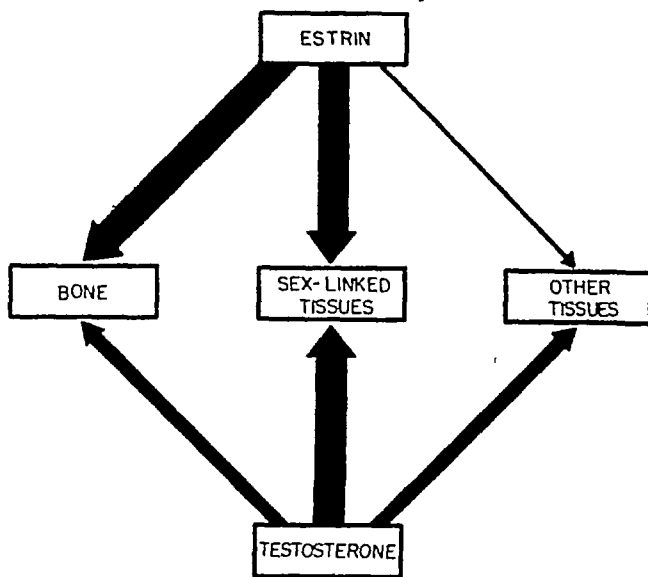 ESTRIN
BONE
SEX-LINKED
TISSUES
OTHER
TISSUES
TESTOSTERONE